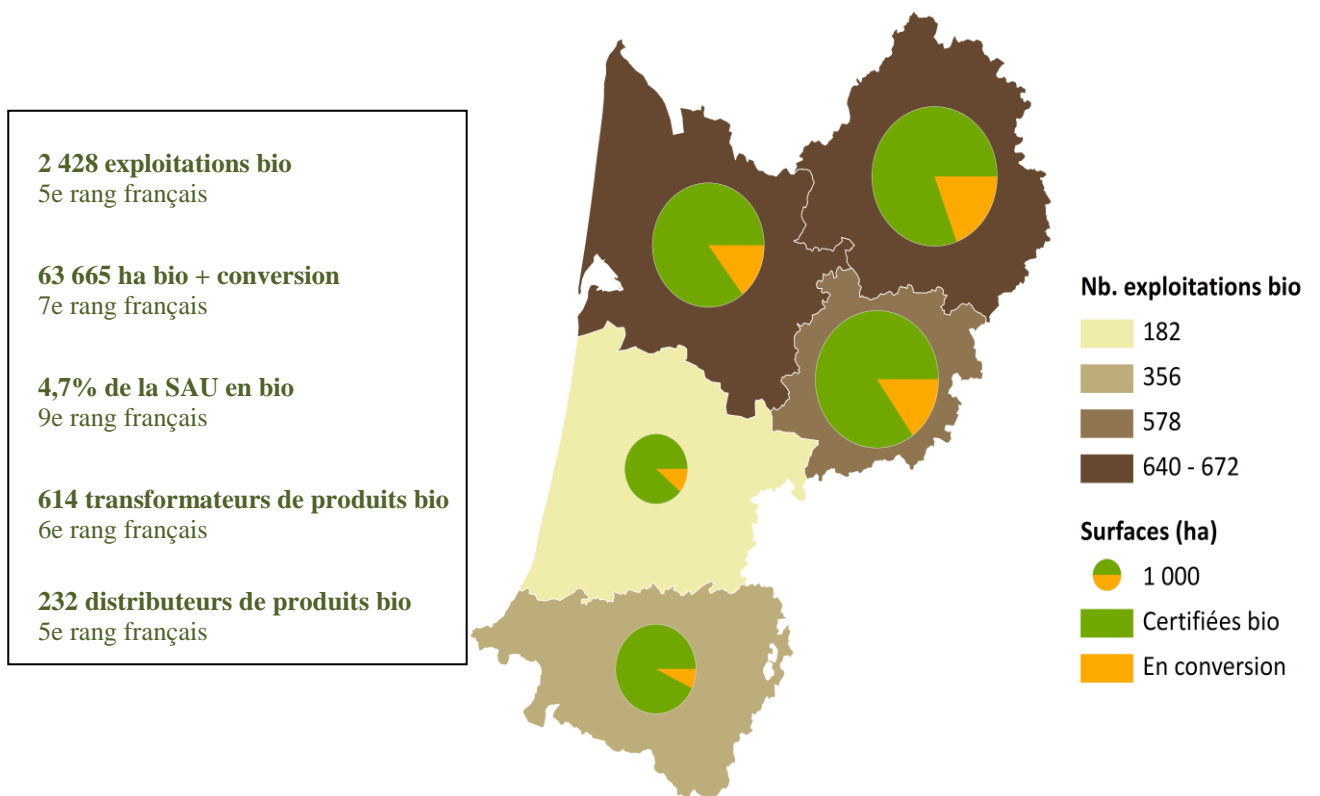 2 428 exploitations bio
5e rang français
63 665 ha bio + conversion
7e rang français
4,7% de la SAU en bio
9e rang français
614 transformateurs de produits bio
6e rang français
232 distributeurs de produits bio
5e rang français
Nb. exploitations bio
182
356
578
640 - 672
Surfaces (ha)
1 000
Certifiées bio
En conversion